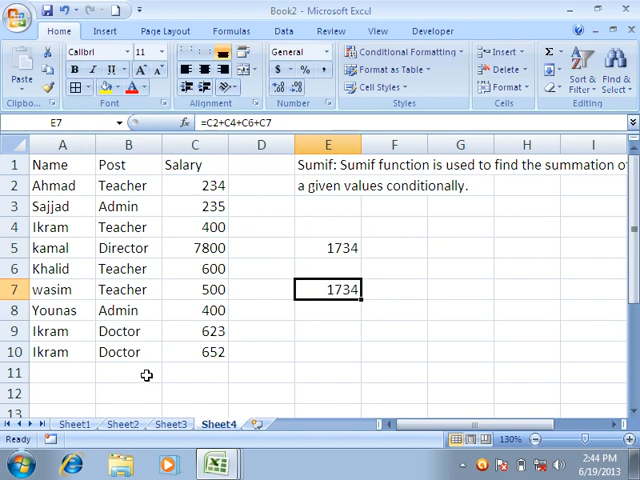 Book2 - Microsoft Excel
Home Insert Page Layout Formulas Data Review View Developer
Paste
Clipbo...
Calibri 11
B I U A A
A
Font
Alignment
General
$ % ,
Number
Conditional Formatting
Format as Table
Cell Styles
Styles
Insert
Delete
Format
Cells
Σ
Sort & Filter
Find & Select
Editing
E7 fx =C2+C4+C6+C7
A B C D E F G H I
1 Name Post Salary Sumif: Sumif function is used to find the summation of
2 Ahmad Teacher 234 a given values conditionally.
3 Sajjad Admin 235
4 Ikram Teacher 400
5 kamal Director 7800 1734
6 Khalid Teacher 600
7 wasim Teacher 500 1734
8 Younas Admin 400
9 Ikram Doctor 623
10 Ikram Doctor 652
11
12
13
Sheet1 Sheet2 Sheet3 Sheet4
Ready 130%
2:44 PM
6/19/2013